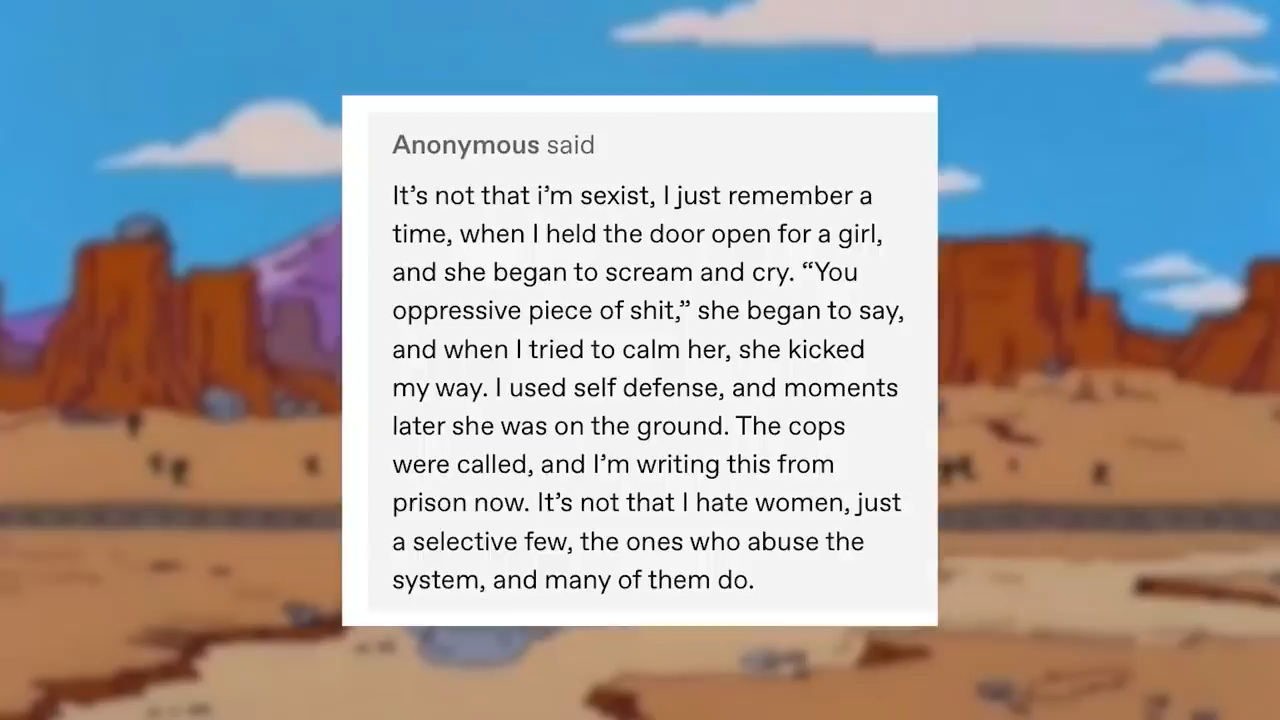 Anonymous said
It’s not that i’m sexist, I just remember a
time, when I held the door open for a girl,
and she began to scream and cry. “You
oppressive piece of shit,” she began to say,
and when I tried to calm her, she kicked
my way. I used self defense, and moments
later she was on the ground. The cops
were called, and I’m writing this from
prison now. It’s not that I hate women, just
a selective few, the ones who abuse the
system, and many of them do.